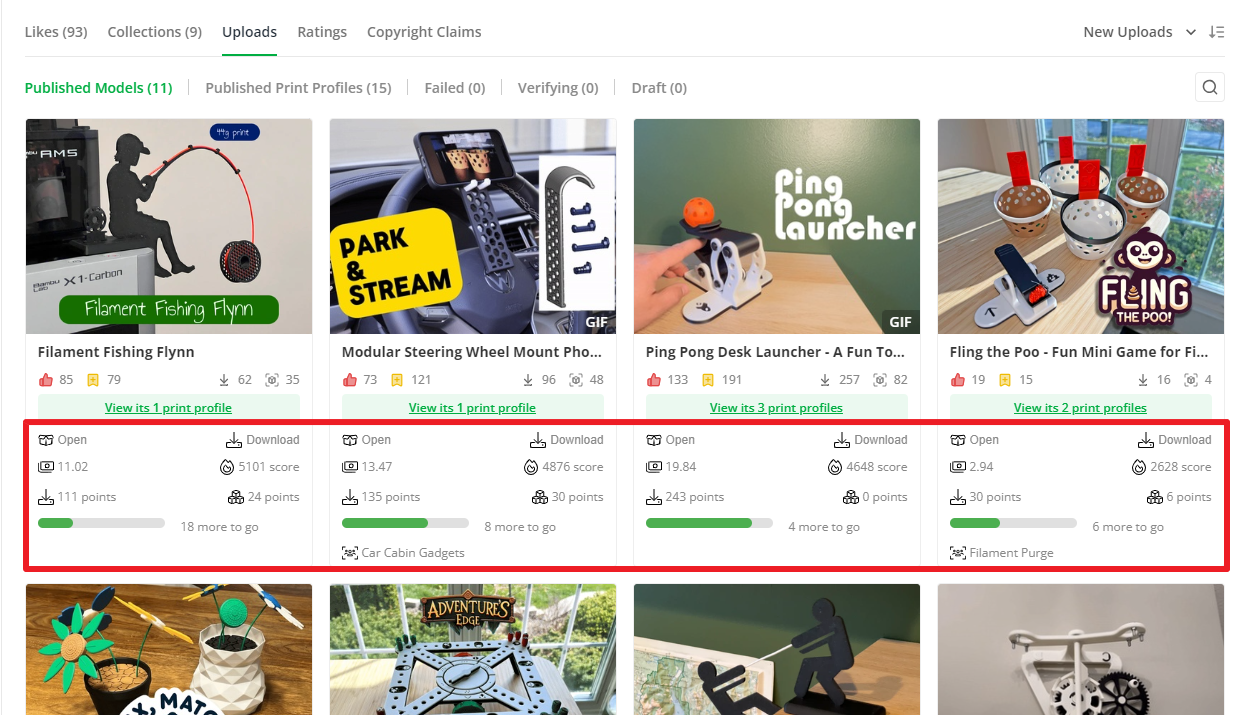 Likes (93) Collections (9) Uploads Ratings Copyright Claims New Uploads
Published Models (11) Published Print Profiles (15) Failed (0) Verifying (0) Draft (0)
44g print
AMS
Bambu Lab X1-Carbon
Filament Fishing Flynn
PARK
& STREAM
GIF
Ping
Pong
Launcher
GIF
FLING
THE POO!
Filament Fishing Flynn Modular Steering Wheel Mount Pho... Ping Pong Desk Launcher - A Fun To... Fling the Poo - Fun Mini Game for Fi...
85 79 62 35 73 121 96 48 133 191 257 82 19 15 16 4
View its 1 print profile View its 1 print profile View its 3 print profiles View its 2 print profiles
Open Download Open Download Open Download Open Download
11.02 5101 score 13.47 4876 score 19.84 4648 score 2.94 2628 score
111 points 24 points 135 points 30 points 243 points 0 points 30 points 6 points
18 more to go 8 more to go 4 more to go 6 more to go
Car Cabin Gadgets Filament Purge
ADVENTURE'S
EDGE